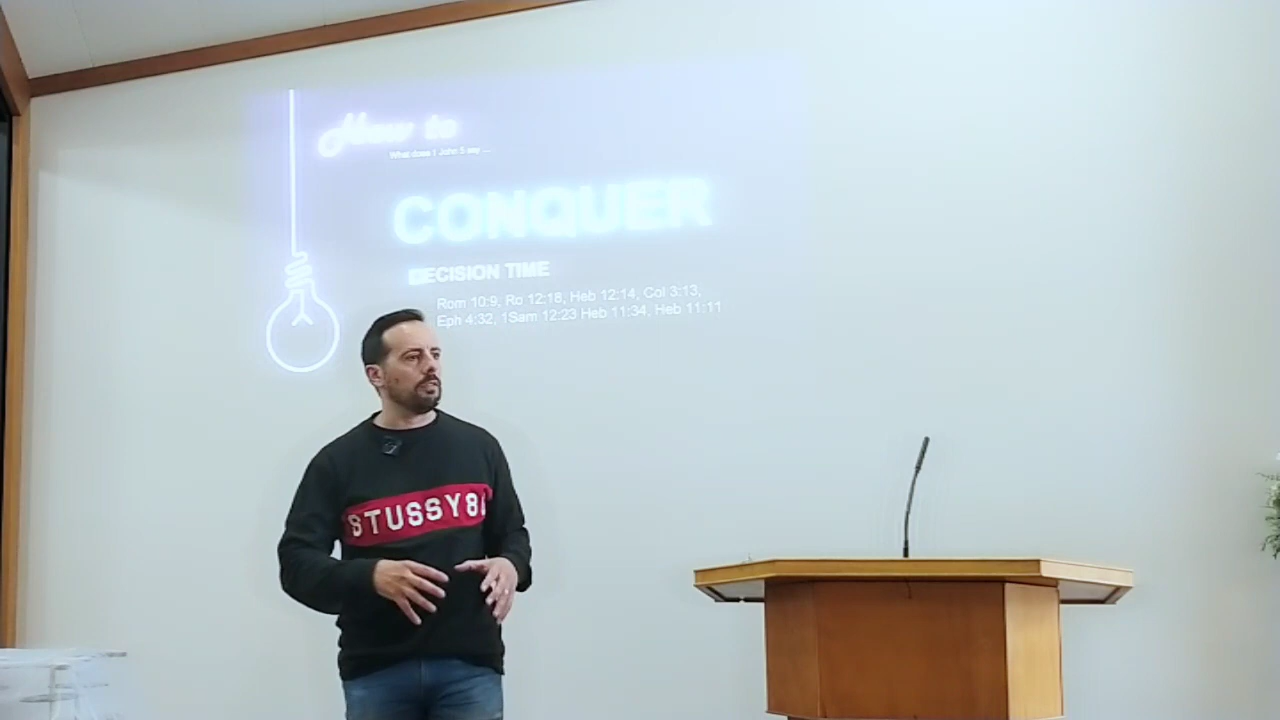 How to
What does 1 John 5 say ...
CONQUER
DECISION TIME
Rom 10:9, Ro 12:18, Heb 12:14, Col 3:13,
Eph 4:32, 1Sam 12:23 Heb 11:34, Heb 11:11
STUSSY8